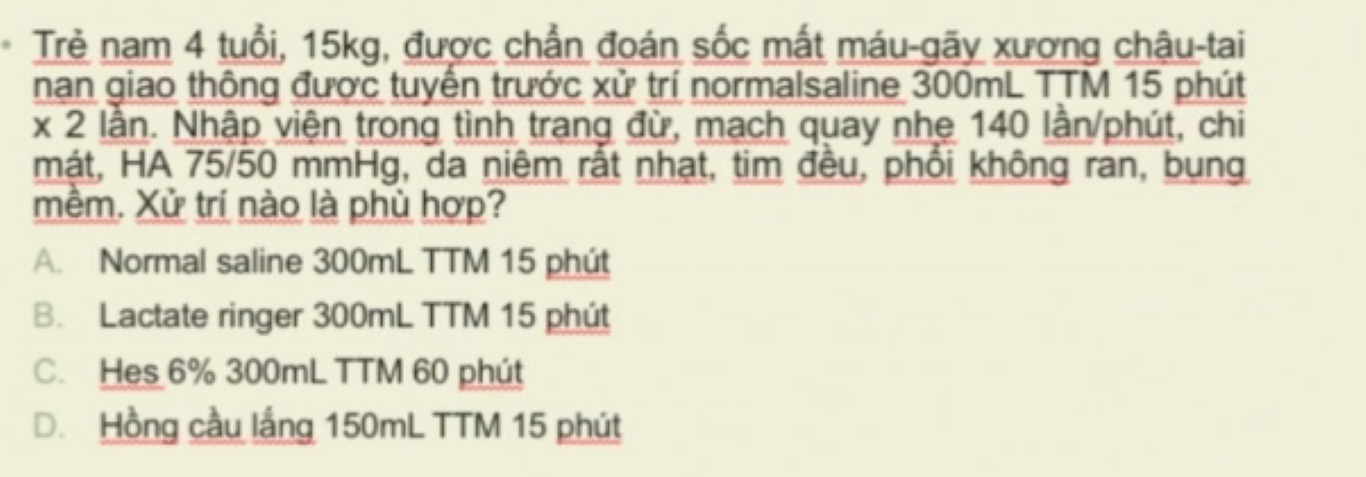 • Trẻ nam 4 tuổi, 15kg, được chẩn đoán sốc mất máu-gãy xương chậu-tai
nạn giao thông được tuyến trước xử trí normalsaline 300mL TTM 15 phút
x 2 lần. Nhập viện trong tình trạng đừ, mạch quay nhẹ 140 lần/phút, chi
mát, HA 75/50 mmHg, da niêm rất nhạt, tim đều, phổi không ran, bụng
mềm. Xử trí nào là phù hợp?
A. Normal saline 300mL TTM 15 phút
B. Lactate ringer 300mL TTM 15 phút
C. Hes 6% 300mL TTM 60 phút
D. Hồng cầu lắng 150mL TTM 15 phút